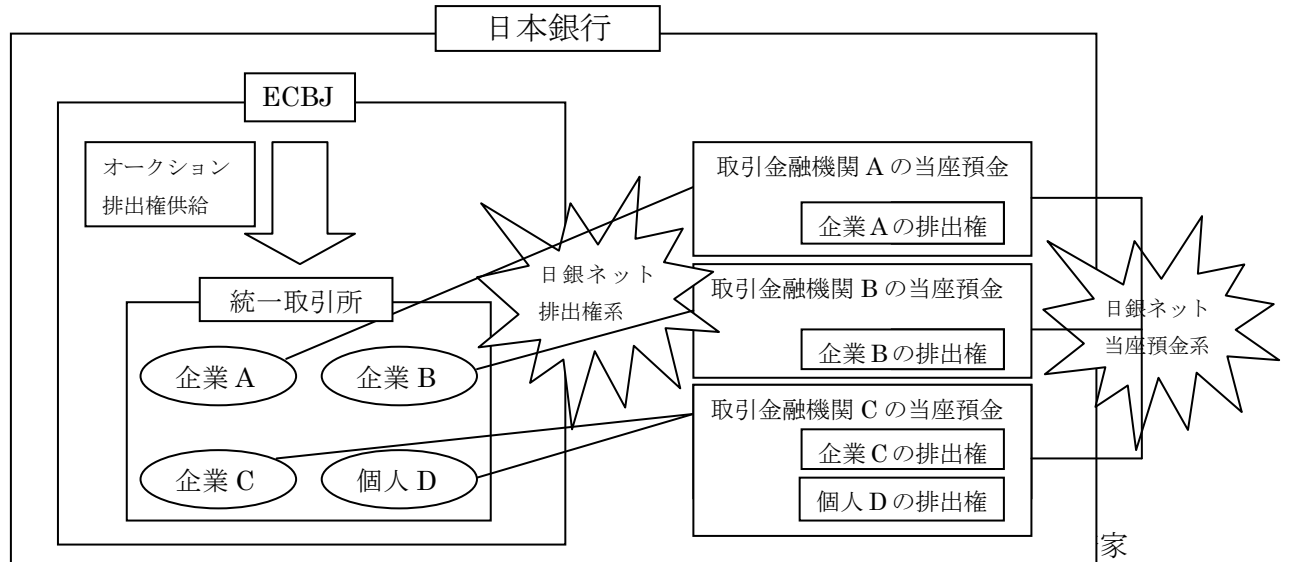 日本銀行
ECBJ
オークション
排出権供給
統一取引所
企業 A
企業 B
企業 C
個人 D
日銀ネット
排出権系
取引金融機関 A の当座預金
企業 A の排出権
取引金融機関 B の当座預金
企業 B の排出権
取引金融機関 C の当座預金
企業 C の排出権
個人 D の排出権
日銀ネット
当座預金系
家